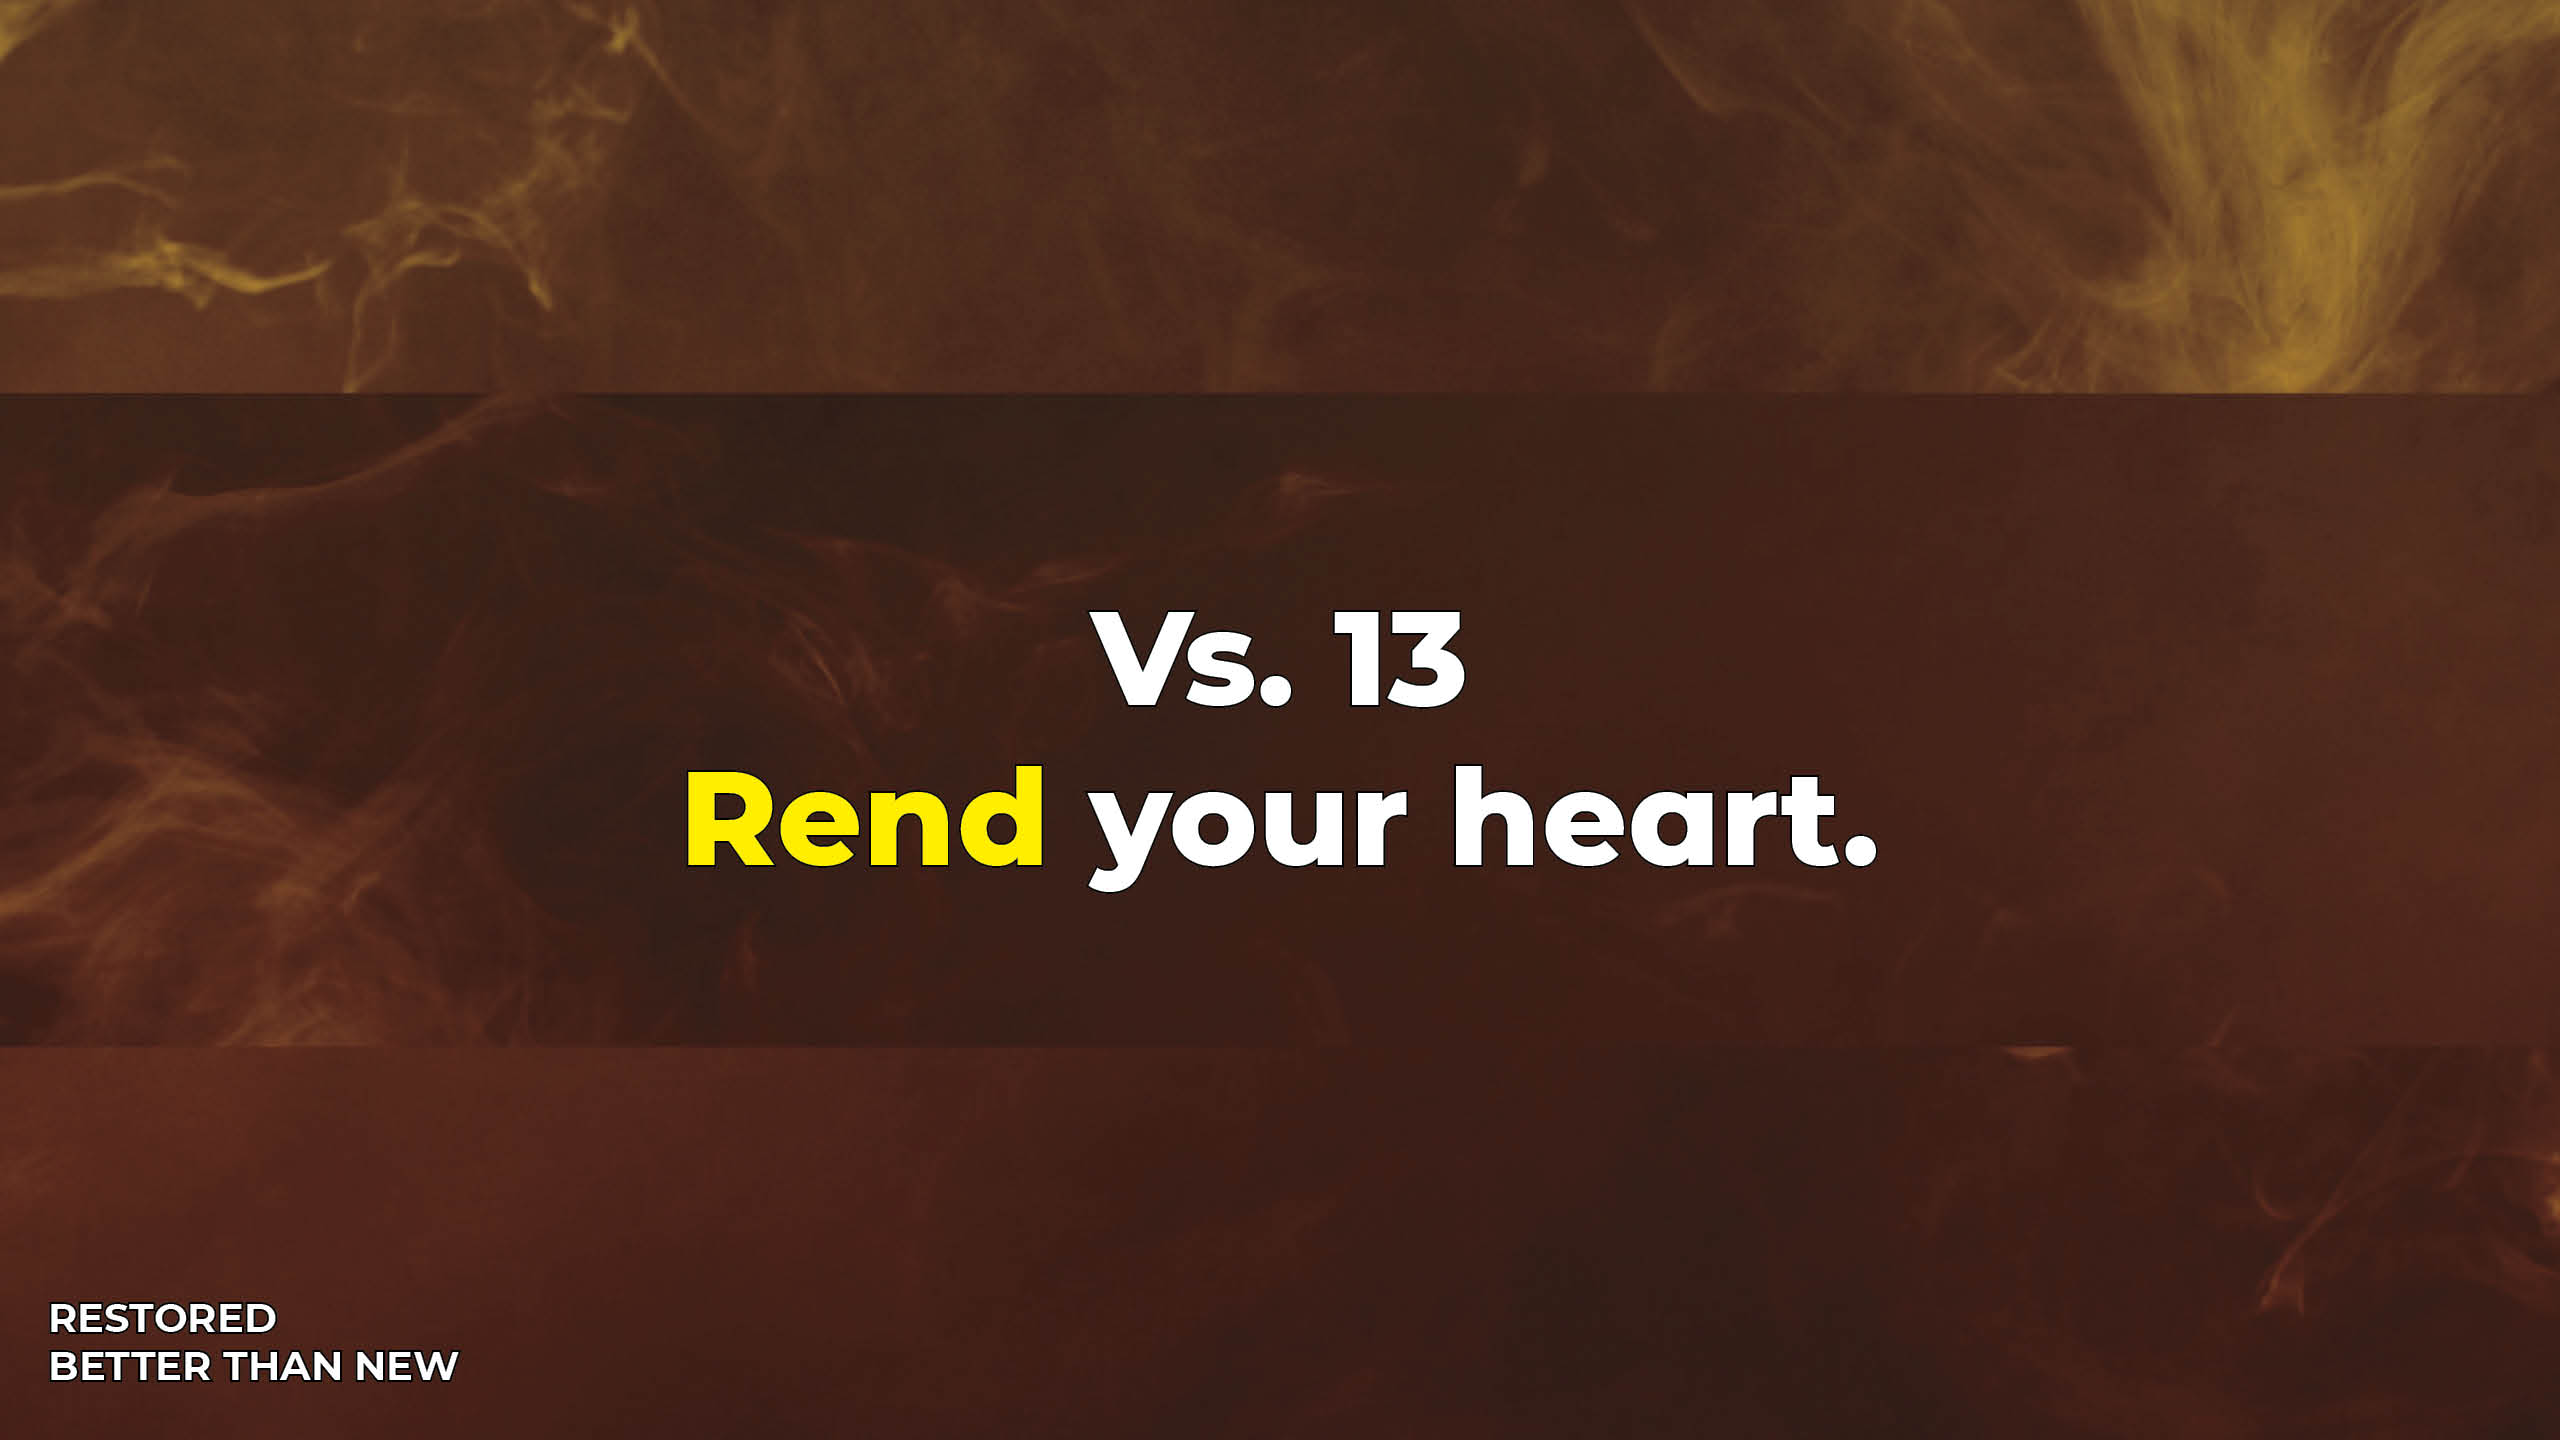 Vs. 13
Rend your heart.
RESTORED
BETTER THAN NEW